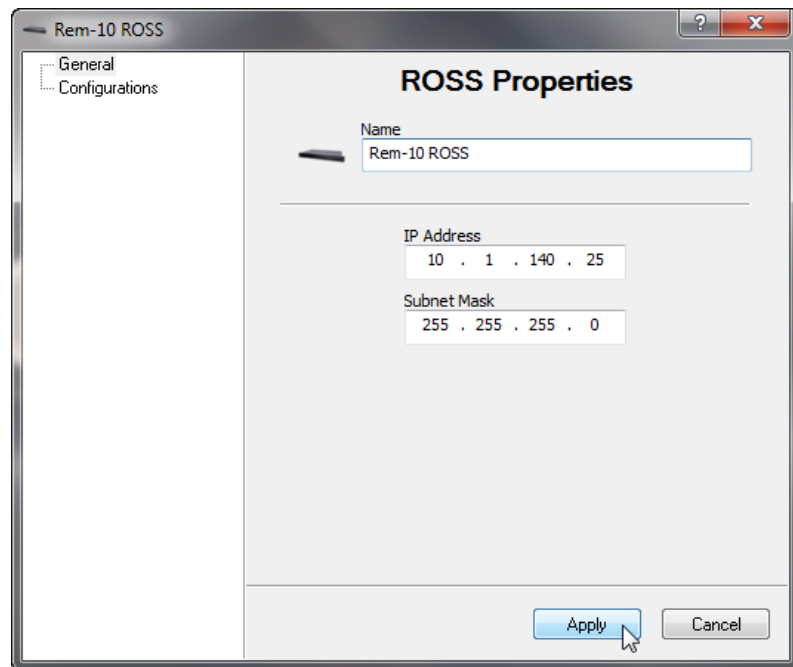 Rem-10 ROSS
? X
General
Configurations
ROSS Properties
Name
Rem-10 ROSS
IP Address
10 . 1 . 140 . 25
Subnet Mask
255 . 255 . 255 . 0
Apply Cancel